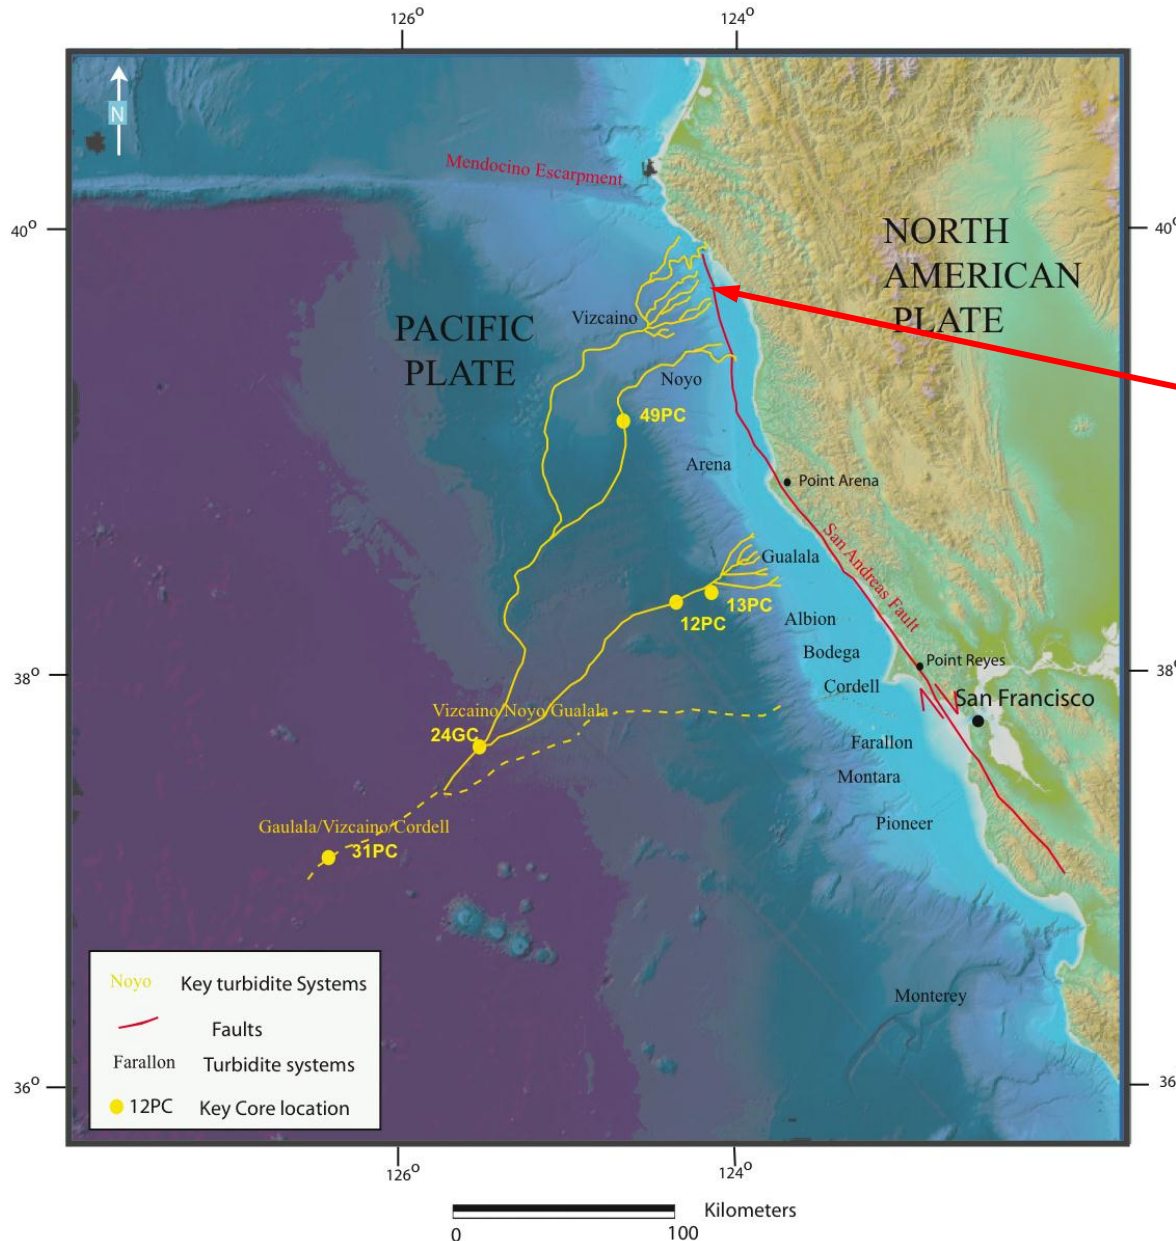 126°
124°
N
Mendocino Escarpment
40°
40°
NORTH
AMERICAN
PLATE
PACIFIC
PLATE
Vizcaino
Noyo
49PC
Arena
Point Arena
San Andreas Fault
Gualala
13PC
12PC
Albion
Bodega
Point Reyes
38°
38°
Cordell
San Francisco
Vizcaino/Noyo/Gualala
24GC
Farallon
Montara
Pioneer
Gaulala/Vizcaino/Cordell
31PC
Monterey
Noyo Key turbidite Systems
Faults
Farallon Turbidite systems
12PC Key Core location
36°
36
126°
124°
Kilometers
0
100